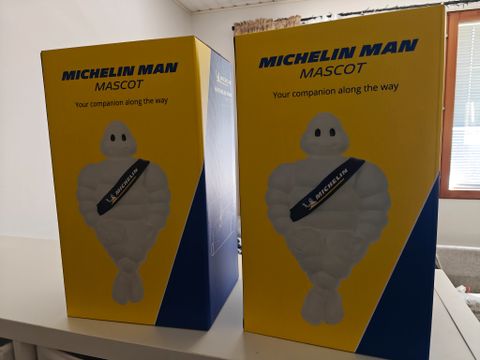 MICHELIN MAN
MASCOT
Your companion along the way
MICHELIN
MICHELIN MAN
MASCOT
Your companion along the way
MICHELIN